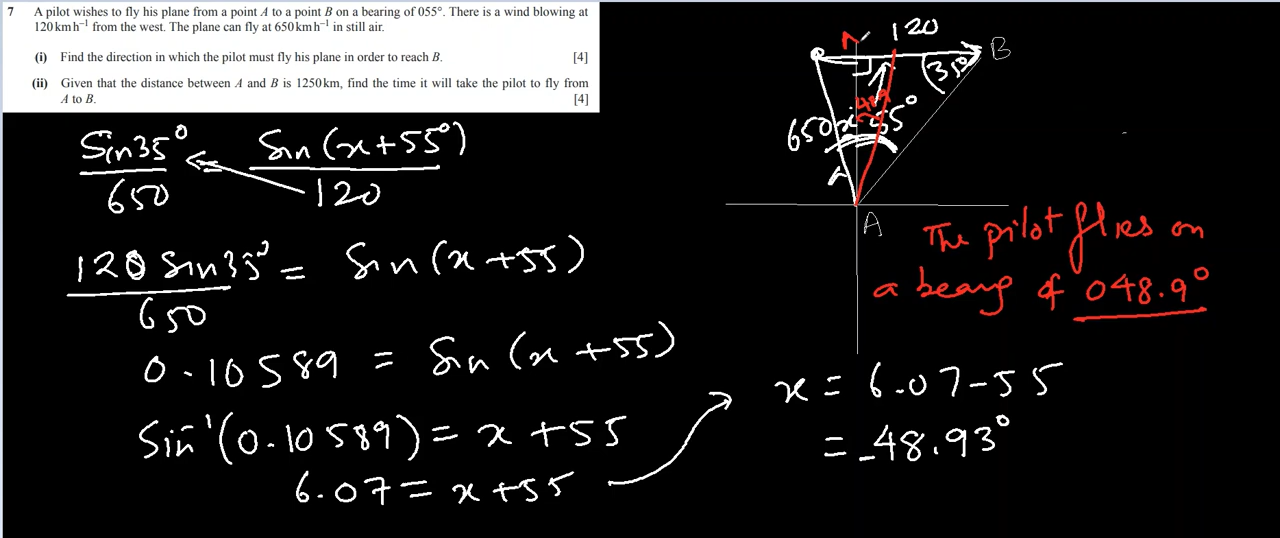 7 A pilot wishes to fly his plane from a point A to a point B on a bearing of 055°. There is a wind blowing at
120 km h⁻¹ from the west. The plane can fly at 650 km h⁻¹ in still air.
(i) Find the direction in which the pilot must fly his plane in order to reach B. [4]
(ii) Given that the distance between A and B is 1250 km, find the time it will take the pilot to fly from
A to B. [4]
Sin35° / 650 = Sin(x+55°) / 120
120 Sin35° / 650 = Sin(x+55)
0.10589 = Sin(x+55)
Sin⁻¹(0.10589) = x+55
6.07 = x+55
120
B
35°
48.9
650
x
55°
A
The pilot flies on
a bearing of 048.9°
x = 6.07-55
= -48.93°